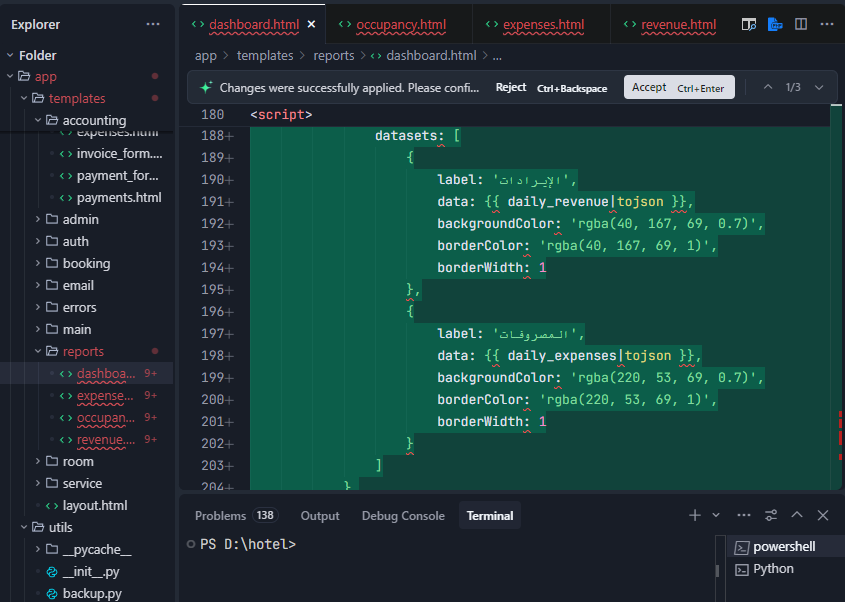 Explorer
dashboard.html
occupancy.html
expenses.html
revenue.html
Folder
app > templates > reports > dashboard.html > ...
app
templates
Changes were successfully applied. Please confi... Reject Ctrl+Backspace Accept Ctrl+Enter 1/3
accounting
expenses.html
invoice_form....
payment_for...
payments.html
admin
auth
booking
email
errors
main
reports
dashboa... 9+
expense... 9+
occupan... 9+
revenue.... 9+
room
service
layout.html
utils
__pycache__
__init__.py
backup.py
180 <script>
188+ datasets: [
189+ {
190+ label: 'الإيرادات',
191+ data: {{ daily_revenue|tojson }},
192+ backgroundColor: 'rgba(40, 167, 69, 0.7)',
193+ borderColor: 'rgba(40, 167, 69, 1)',
194+ borderWidth: 1
195+ },
196+ {
197+ label: 'المصروفات',
198+ data: {{ daily_expenses|tojson }},
199+ backgroundColor: 'rgba(220, 53, 69, 0.7)',
200+ borderColor: 'rgba(220, 53, 69, 1)',
201+ borderWidth: 1
202+ }
203+ ]
204+ }
Problems 138 Output Debug Console Terminal
PS D:\hotel>
powershell
Python